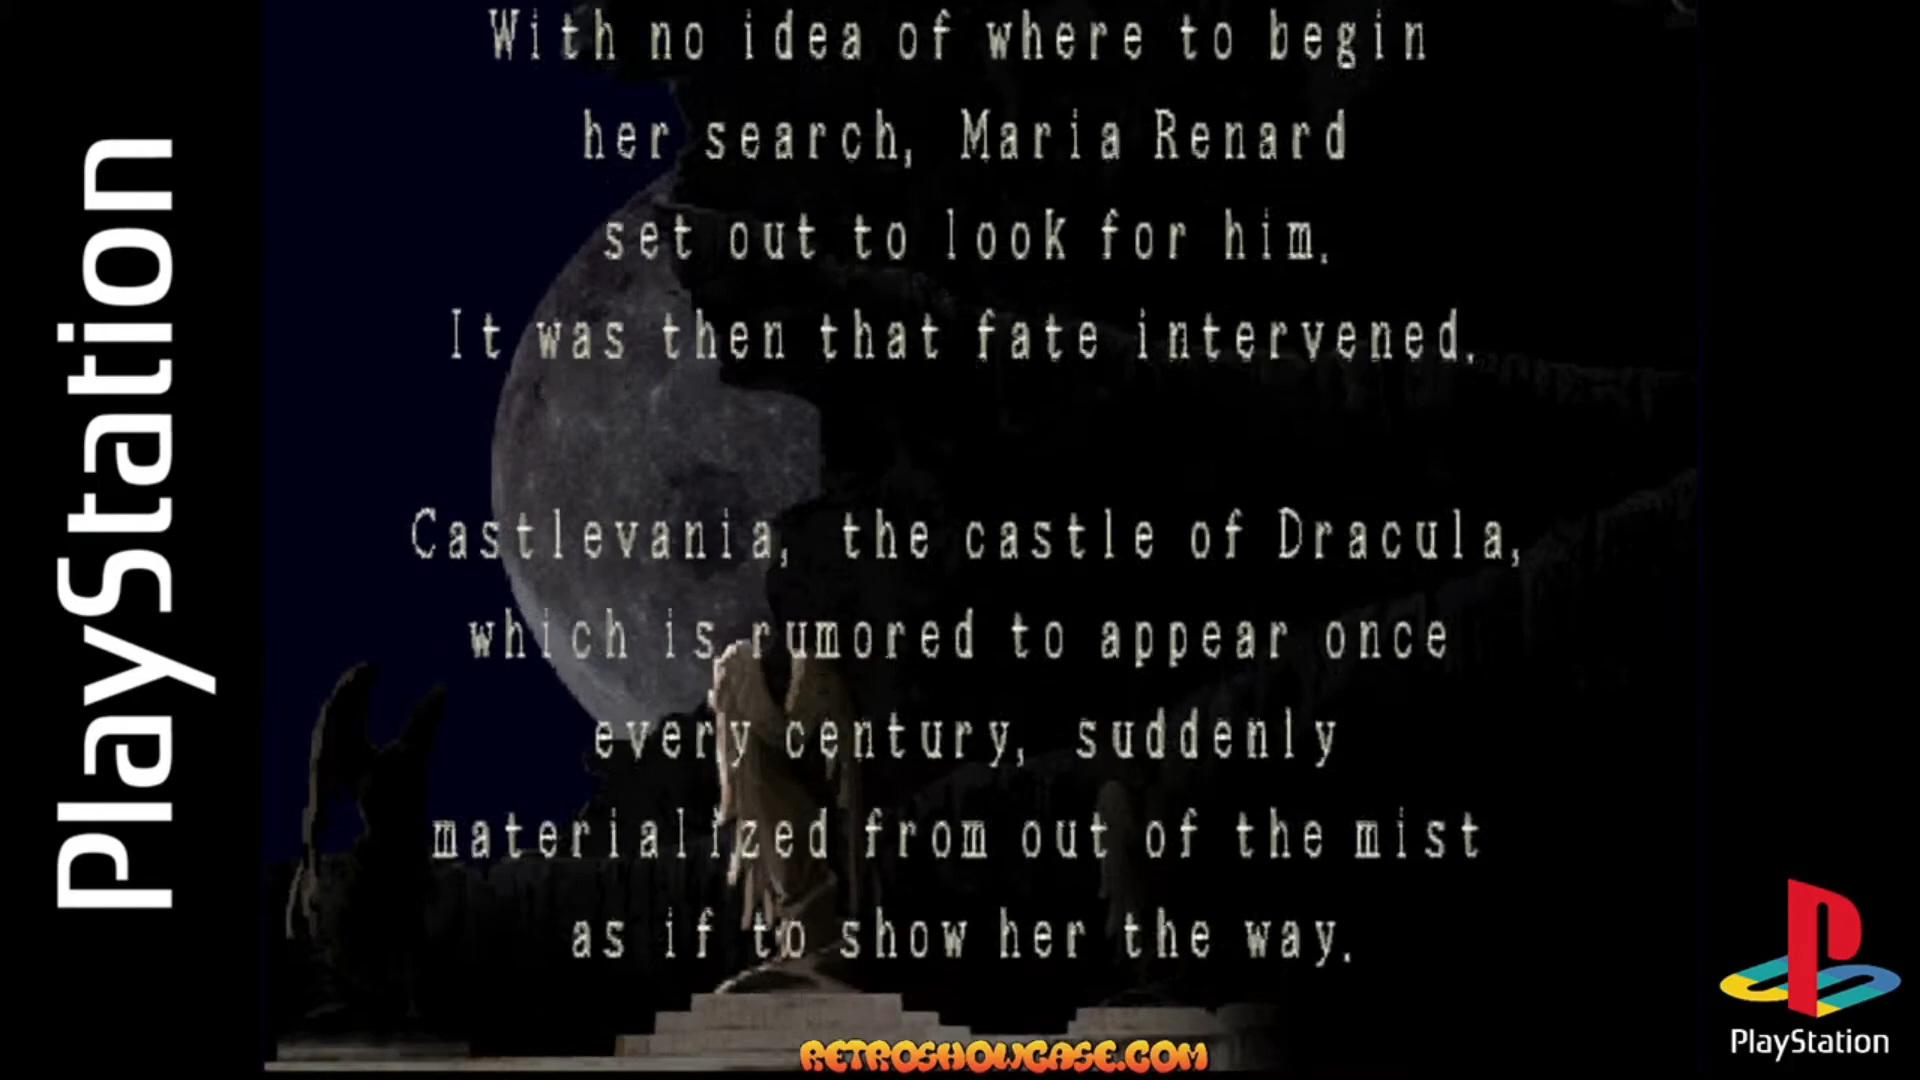 PlayStation
With no idea of where to begin
her search, Maria Renard
set out to look for him.
It was then that fate intervened.
Castlevania, the castle of Dracula,
which is rumored to appear once
every century, suddenly
materialized from out of the mist
as if to show her the way.
RETROSHOWCASE.COM
PlayStation